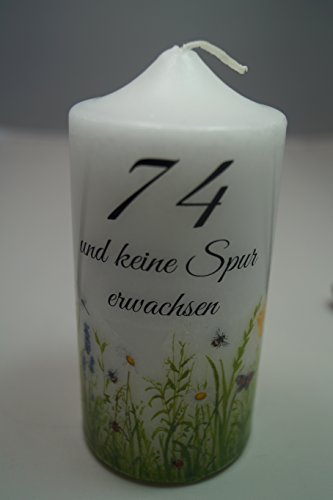 74
und keine Spur
erwachsen